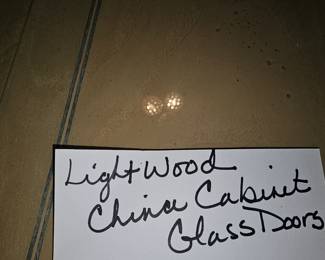 Light Wood
China Cabinet
Glass Doors